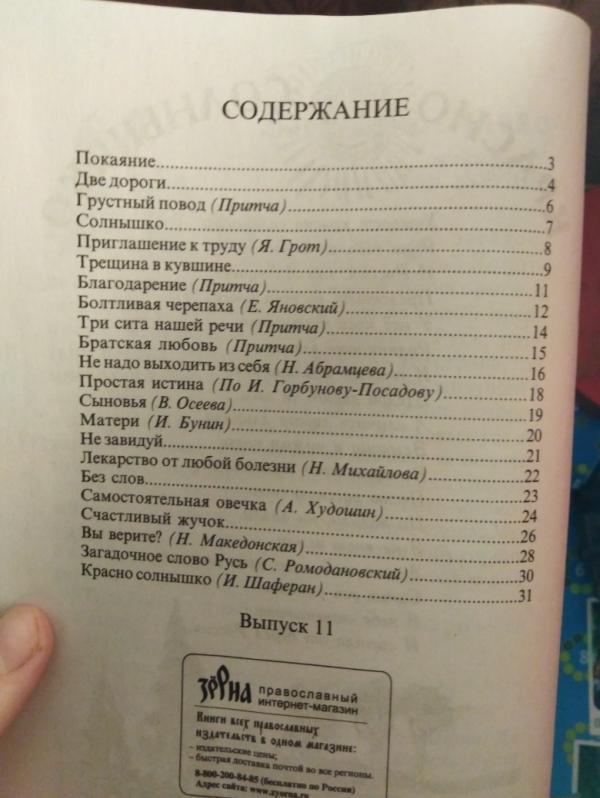 СОДЕРЖАНИЕ
Покаяние.....3
Две дороги.....4
Грустный повод (Притча).....6
Солнышко.....7
Приглашение к труду (Я. Грот).....8
Трещина в кувшине.....9
Благодарение (Притча).....11
Болтливая черепаха (Е. Яновский).....12
Три сита нашей речи (Притча).....14
Братская любовь (Притча).....15
Не надо выходить из себя (Н. Абрамцева).....16
Простая истина (По И. Горбунову-Посадову).....18
Сыновья (В. Осеева).....19
Матери (И. Бунин).....20
Не завидуй.....21
Лекарство от любой болезни (Н. Михайлова).....22
Без слов.....23
Самостоятельная овечка (А. Худошин).....24
Счастливый жучок.....26
Вы верите? (Н. Македонская).....28
Загадочное слово Русь (С. Ромодановский).....30
Красно солнышко (И. Шаферан).....31
Выпуск 11
зёрна православный
интернет-магазин
Книги всех православных
издательств в одном магазине:
– издательские цены;
– быстрая доставка почтой во все регионы.
8-800-200-84-85 (бесплатно по России)
Адрес сайта: www.zyorna.ru